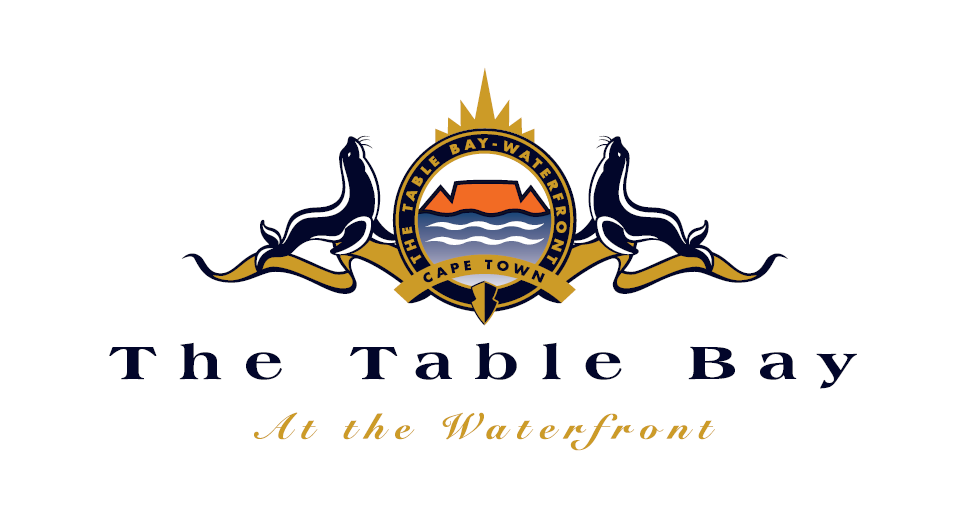 THE TABLE BAY-WATERFRONT
CAPE TOWN
The Table Bay
At the Waterfront